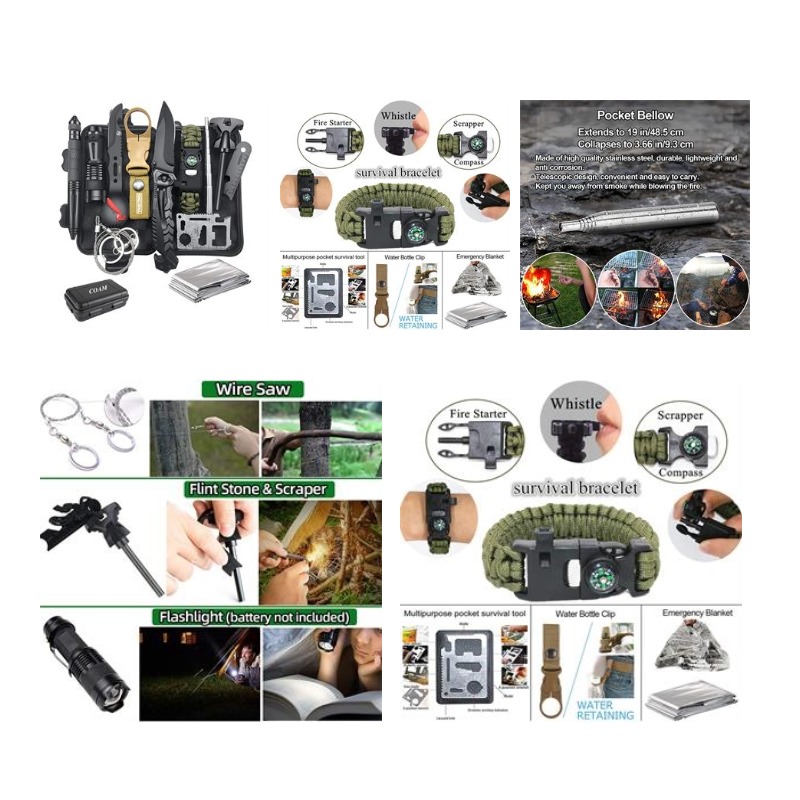 COAM
Fire Starter
Whistle
Scrapper
Compass
survival bracelet
Multipurpose pocket survival tool
Water Bottle Clip
Emergency Blanket
WATER
RETAINING
Pocket Bellow
Extends to 19 in/48.5 cm
Collapses to 3.66 in/9.3 cm
Made of high quality stainless steel, durable, lightweight and
anti corrosion.
Telescopic design, convenient and easy to carry.
Kept you away from smoke while blowing the fire.
Wire Saw
Flint Stone & Scraper
Flashlight (battery not included)
Fire Starter
Whistle
Scrapper
Compass
survival bracelet
Multipurpose pocket survival tool
Water Bottle Clip
Emergency Blanket
Knife
WATER
RETAINING